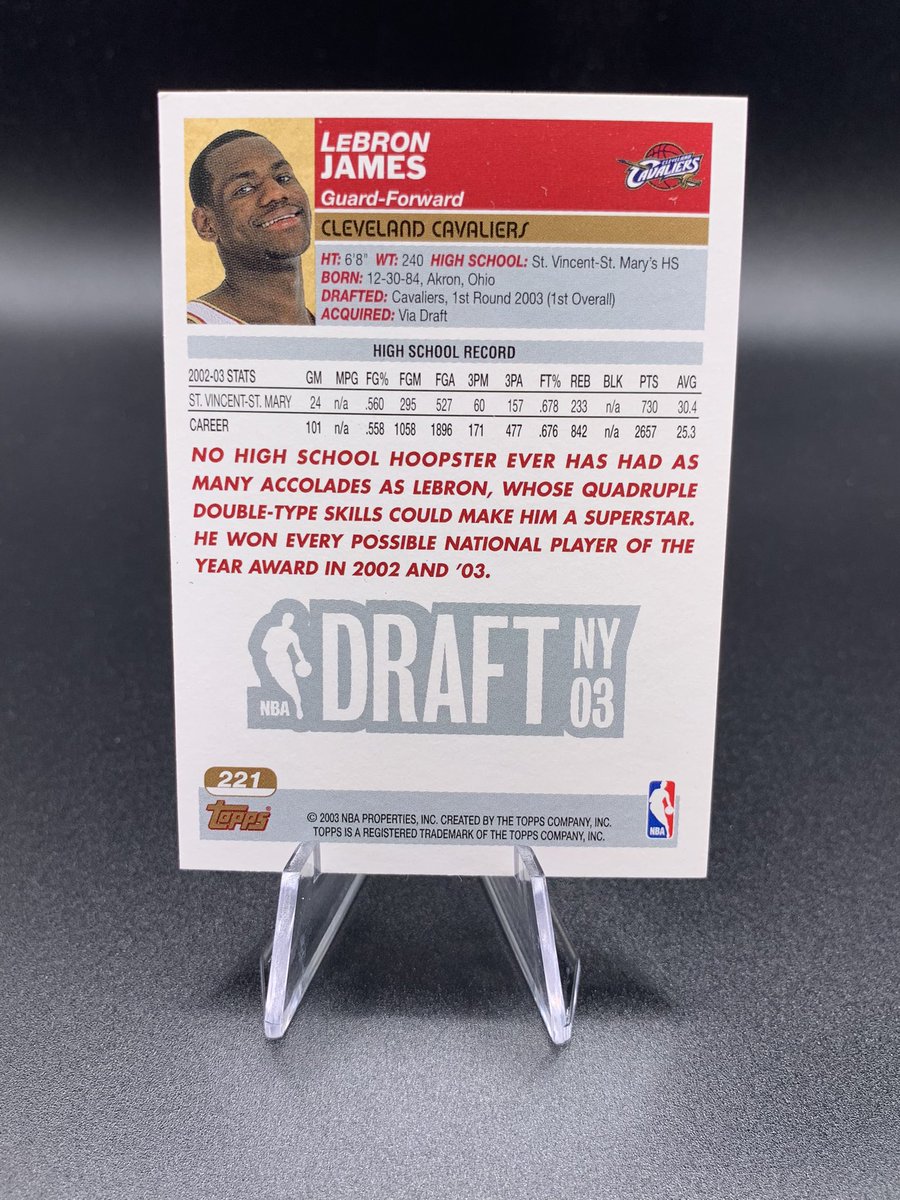 LeBRON
JAMES
Guard-Forward
CLEVELAND CAVALIERS
CLEVELAND
CAVALIERS
HT: 6'8" WT: 240 HIGH SCHOOL: St. Vincent-St. Mary's HS
BORN: 12-30-84, Akron, Ohio
DRAFTED: Cavaliers, 1st Round 2003 (1st Overall)
ACQUIRED: Via Draft
HIGH SCHOOL RECORD
2002-03 STATS GM MPG FG% FGM FGA 3PM 3PA FT% REB BLK PTS AVG
ST. VINCENT-ST. MARY 24 n/a .560 295 527 60 157 .678 233 n/a 730 30.4
CAREER 101 n/a .558 1058 1896 171 477 .676 842 n/a 2657 25.3
NO HIGH SCHOOL HOOPSTER EVER HAS HAD AS
MANY ACCOLADES AS LEBRON, WHOSE QUADRUPLE
DOUBLE-TYPE SKILLS COULD MAKE HIM A SUPERSTAR.
HE WON EVERY POSSIBLE NATIONAL PLAYER OF THE
YEAR AWARD IN 2002 AND '03.
NBA DRAFT NY
03
221
Topps®
© 2003 NBA PROPERTIES, INC. CREATED BY THE TOPPS COMPANY, INC.
TOPPS IS A REGISTERED TRADEMARK OF THE TOPPS COMPANY, INC.
NBA